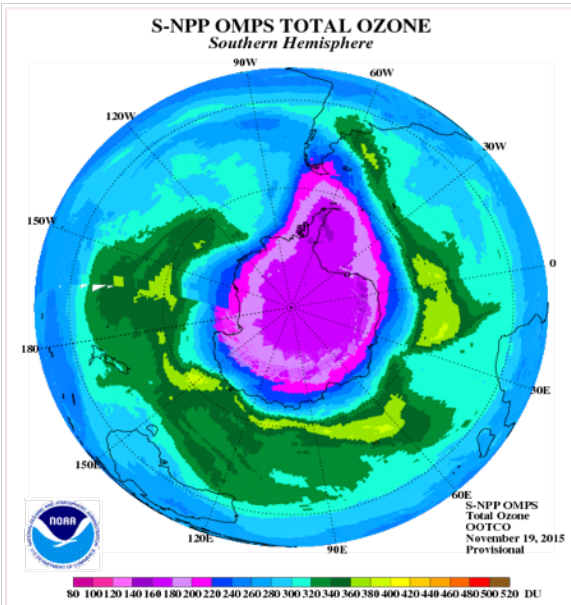 S-NPP OMPS TOTAL OZONE
Southern Hemisphere
90W
60W
120W
30W
150W
0
180
30E
150E
60E
120E
90E
NOAA
S-NPP OMPS
Total Ozone
OOTCO
November 19, 2015
Provisional
80 100 120 140 160 180 200 220 240 260 280 300 320 340 360 380 400 420 440 460 480 500 520 DU